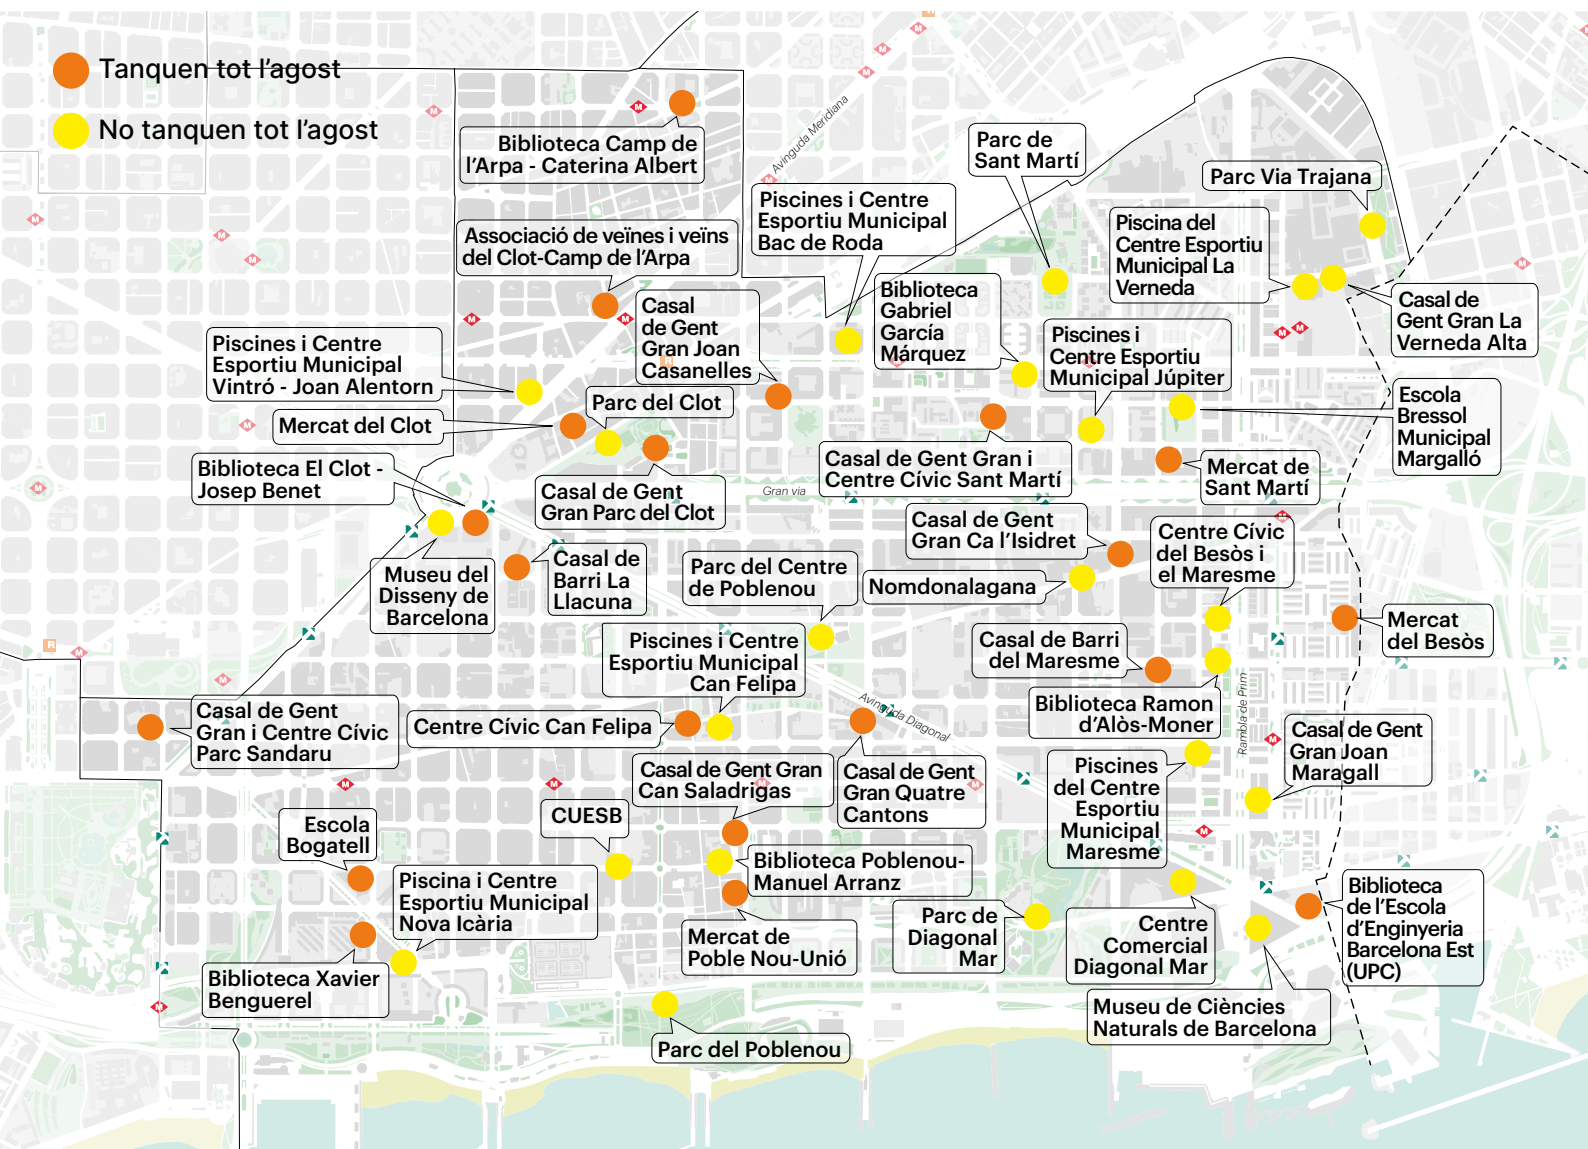 Tanquen tot l'agost
No tanquen tot l'agost
Biblioteca Camp de
l'Arpa - Caterina Albert
Avinguda Meridiana
Parc de
Sant Martí
Parc Via Trajana
Piscines i Centre
Esportiu Municipal
Bac de Roda
Piscina del
Centre Esportiu
Municipal La
Verneda
Associació de veïnes i veïns
del Clot-Camp de l'Arpa
Casal
de Gent
Gran Joan
Casanelles
Biblioteca
Gabriel
García
Márquez
Casal de
Gent Gran La
Verneda Alta
Piscines i Centre
Esportiu Municipal
Vintró - Joan Alentorn
Piscines i
Centre Esportiu
Municipal Júpiter
Parc del Clot
Escola
Bressol
Municipal
Margalló
Mercat del Clot
Biblioteca El Clot -
Josep Benet
Casal de Gent Gran i
Centre Cívic Sant Martí
Mercat de
Sant Martí
Casal de Gent
Gran Parc del Clot
Gran via
Casal de Gent
Gran Ca l'Isidret
Centre Cívic
del Besòs i
el Maresme
Museu del
Disseny de
Barcelona
Casal de
Barri La
Llacuna
Parc del Centre
de Poblenou
Nomdonalagana
Mercat
del Besòs
Piscines i Centre
Esportiu Municipal
Can Felipa
Casal de Barri
del Maresme
Biblioteca Ramon
d'Alòs-Moner
Rambla de Prim
Casal de Gent
Gran i Centre Cívic
Parc Sandaru
Centre Cívic Can Felipa
Avinguda Diagonal
Casal de Gent
Gran Joan
Maragall
Casal de Gent Gran
Can Saladrigas
Casal de Gent
Gran Quatre
Cantons
Piscines
del Centre
Esportiu
Municipal
Maresme
Escola
Bogatell
CUESB
Biblioteca Poblenou-
Manuel Arranz
Piscina i Centre
Esportiu Municipal
Nova Icària
Biblioteca
de l'Escola
d'Enginyeria
Barcelona Est
(UPC)
Mercat de
Poble Nou-Unió
Parc de
Diagonal
Mar
Centre
Comercial
Diagonal Mar
Biblioteca Xavier
Benguerel
Museu de Ciències
Naturals de Barcelona
Parc del Poblenou